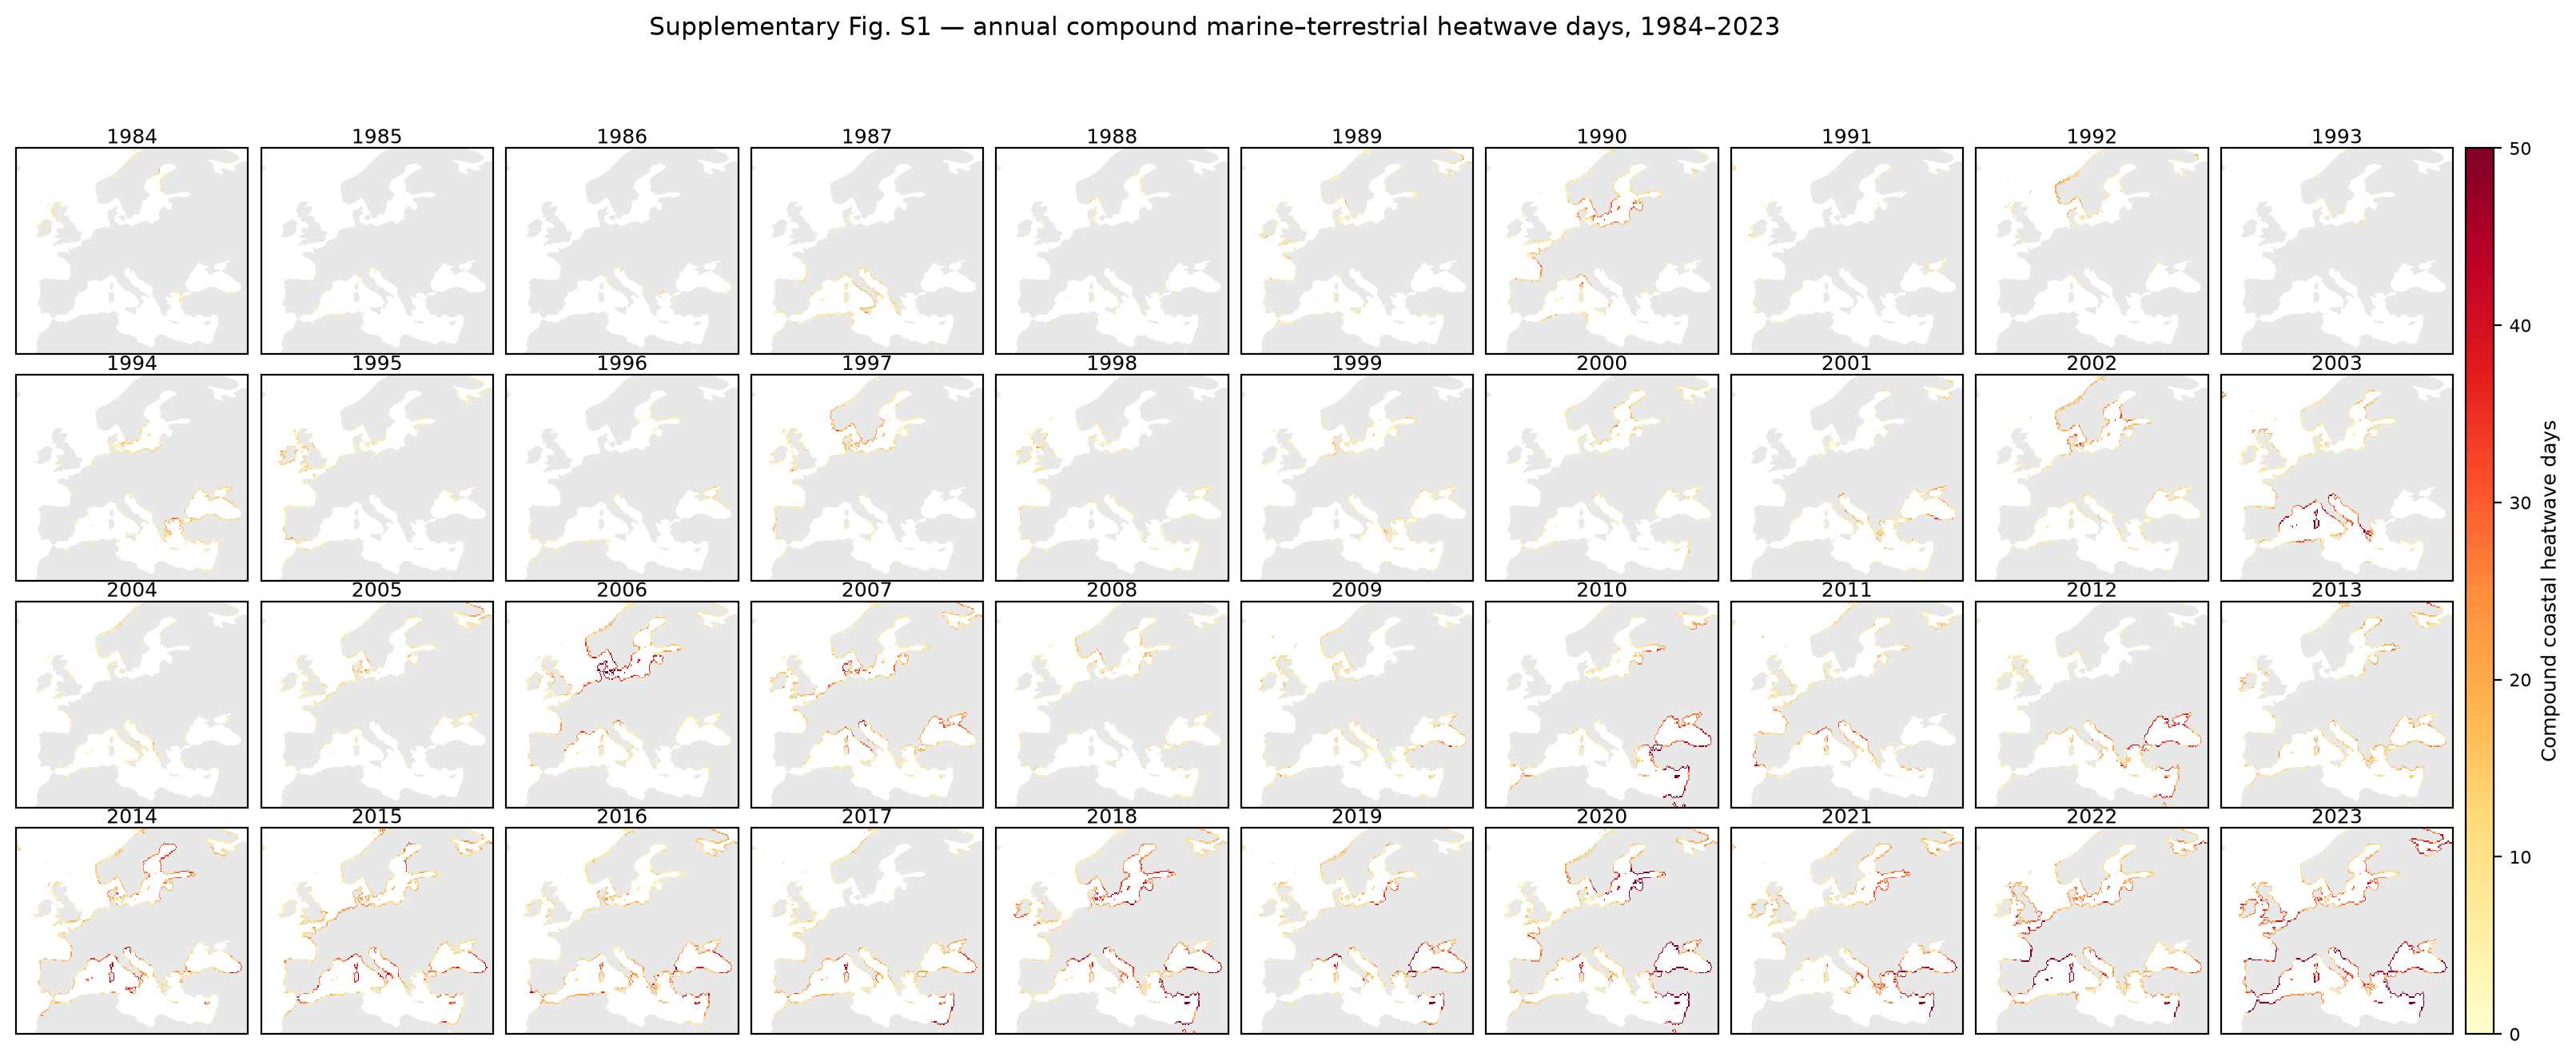 Supplementary Fig. S1 — annual compound marine–terrestrial heatwave days, 1984–2023
1984 1985 1986 1987 1988 1989 1990 1991 1992 1993
1994 1995 1996 1997 1998 1999 2000 2001 2002 2003
2004 2005 2006 2007 2008 2009 2010 2011 2012 2013
2014 2015 2016 2017 2018 2019 2020 2021 2022 2023
50
40
30
20
10
0
Compound coastal heatwave days